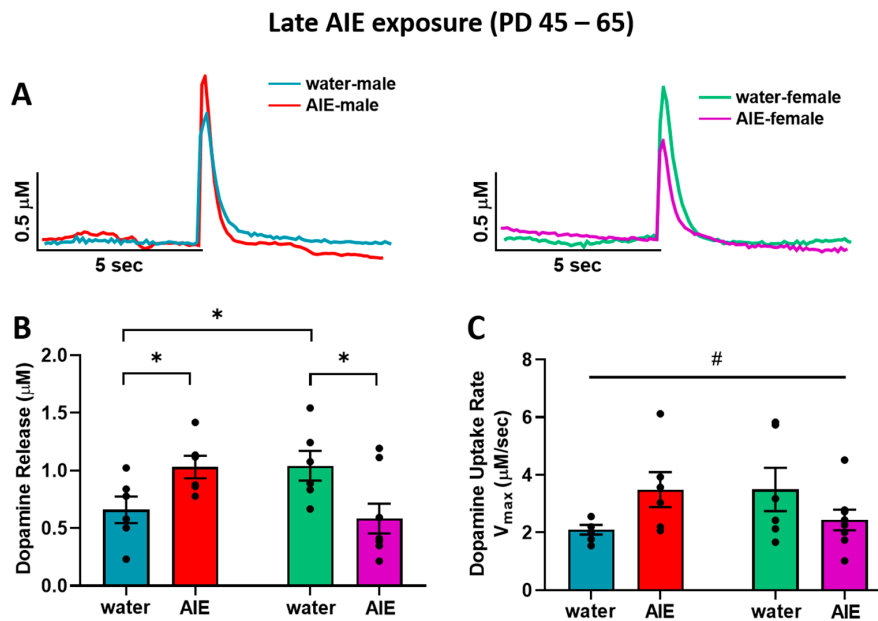 Late AIE exposure (PD 45 – 65)
A
water-male
AIE-male
0.5 μM
5 sec
water-female
AIE-female
0.5 μM
5 sec
B
Dopamine Release (μM)
2.0
1.5
1.0
0.5
0.0
*
*
*
water
AIE
water
AIE
C
Dopamine Uptake Rate
Vmax (μM/sec)
8
6
4
2
0
#
water
AIE
water
AIE